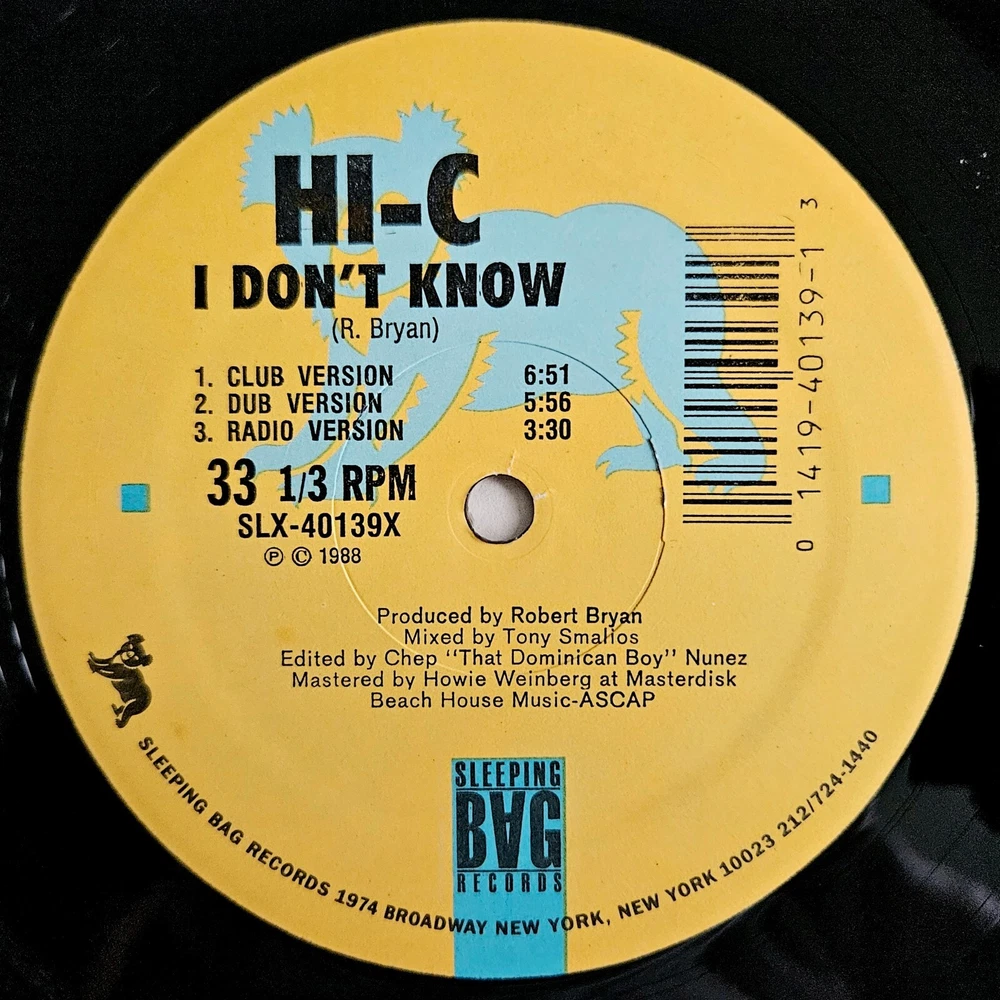 HI-C
I DON'T KNOW
(R. Bryan)
1. CLUB VERSION 6:51
2. DUB VERSION 5:56
3. RADIO VERSION 3:30
33 1/3 RPM
SLX-40139X
Ⓟ © 1988
0 1419-40139-1 3
Produced by Robert Bryan
Mixed by Tony Smalios
Edited by Chep "That Dominican Boy" Nunez
Mastered by Howie Weinberg at Masterdisk
Beach House Music-ASCAP
SLEEPING
BAG
RECORDS
SLEEPING BAG RECORDS 1974 BROADWAY NEW YORK, NEW YORK 10023 212/724-1440